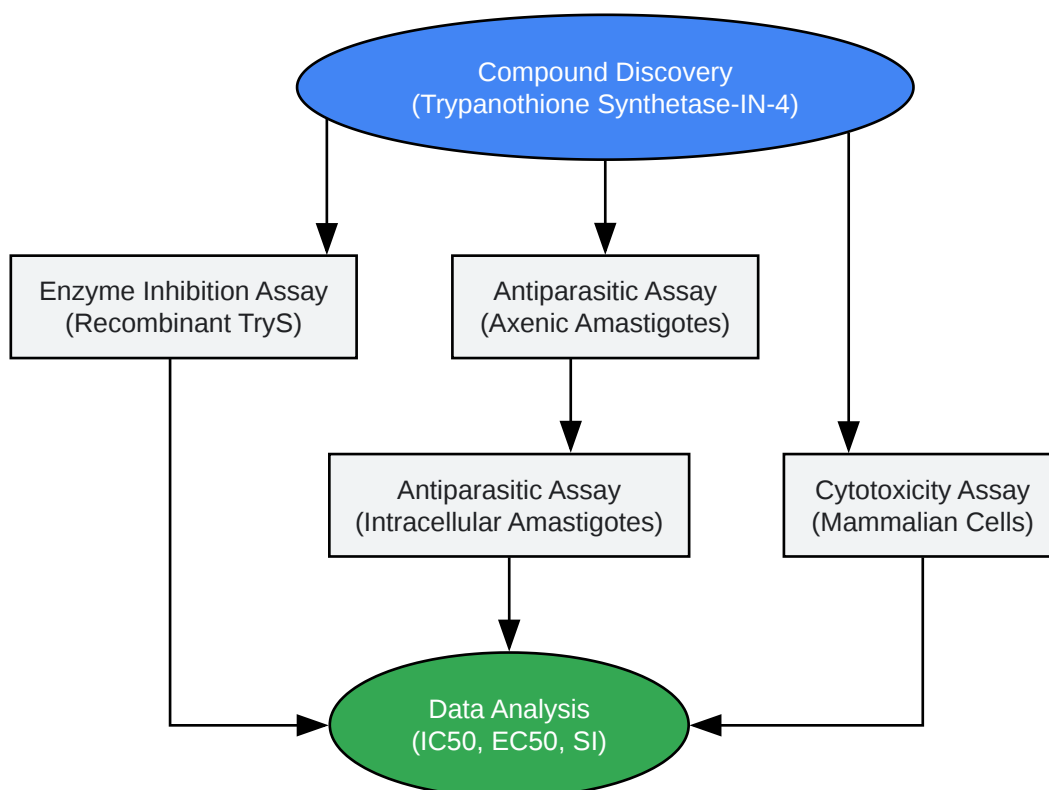 Compound Discovery
(Trypanothione Synthetase-IN-4)
Enzyme Inhibition Assay
(Recombinant TryS)
Antiparasitic Assay
(Axenic Amastigotes)
Antiparasitic Assay
(Intracellular Amastigotes)
Cytotoxicity Assay
(Mammalian Cells)
Data Analysis
(IC50, EC50, SI)